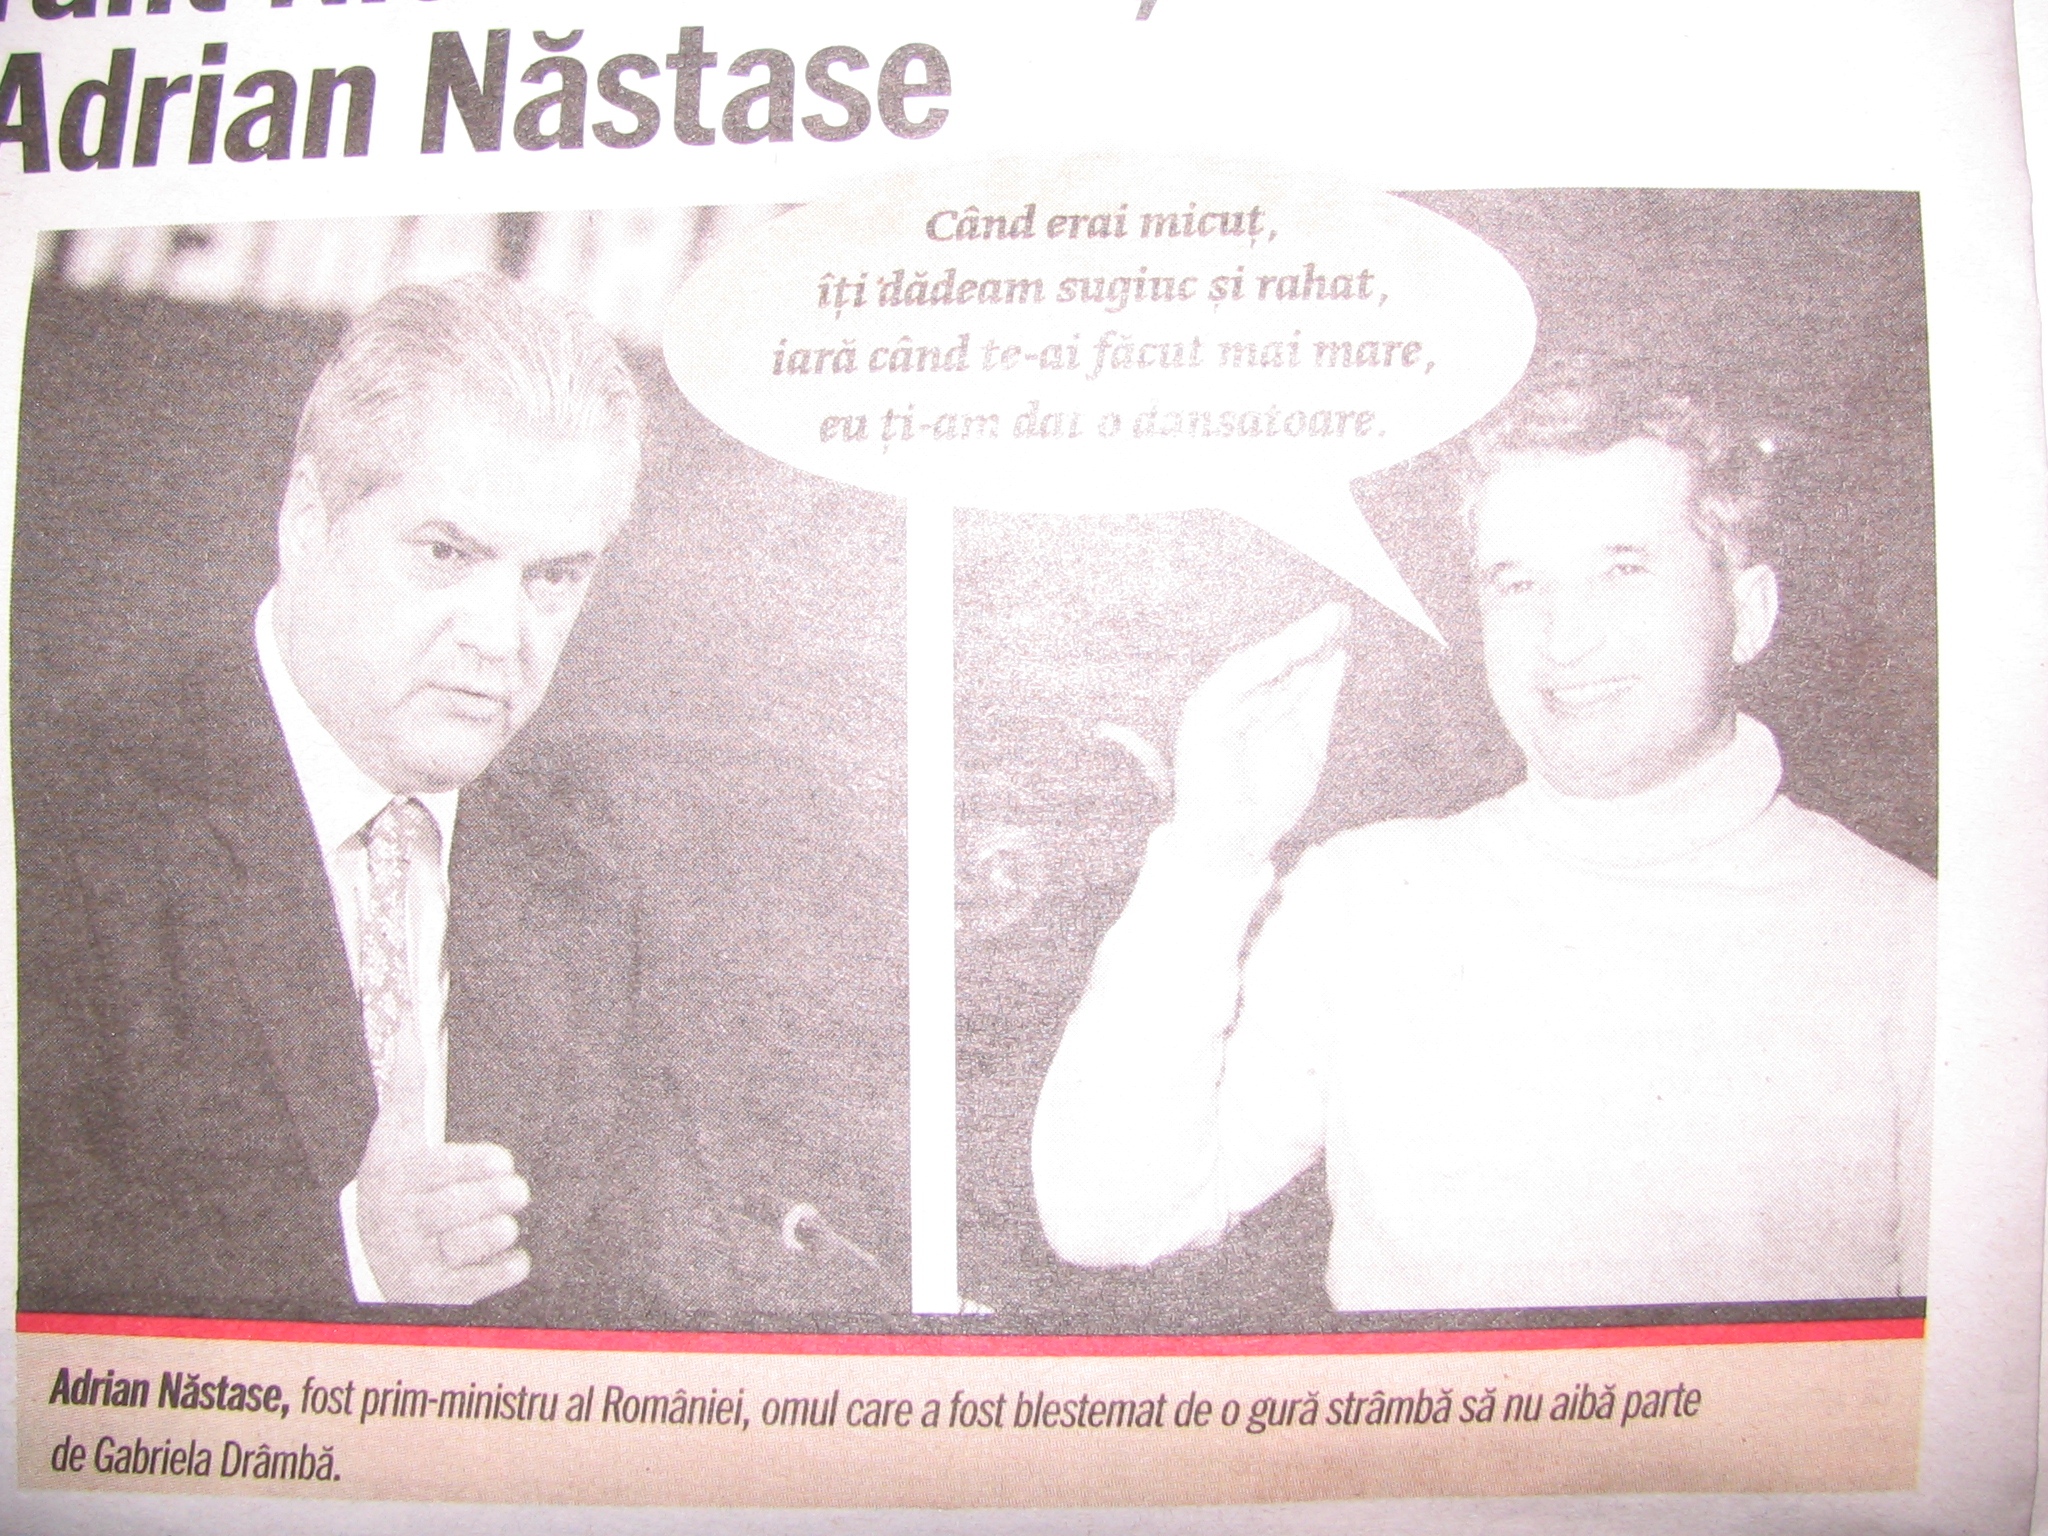 Adrian Năstase
Când erai micuț,
îți dădeam sugiuc și rahat,
iară când te-ai făcut mai mare,
eu ți-am dat o dansatoare.
Adrian Năstase, fost prim-ministru al României, omul care a fost blestemat de o gură strâmbă să nu aibă parte
de Gabriela Drâmbă.